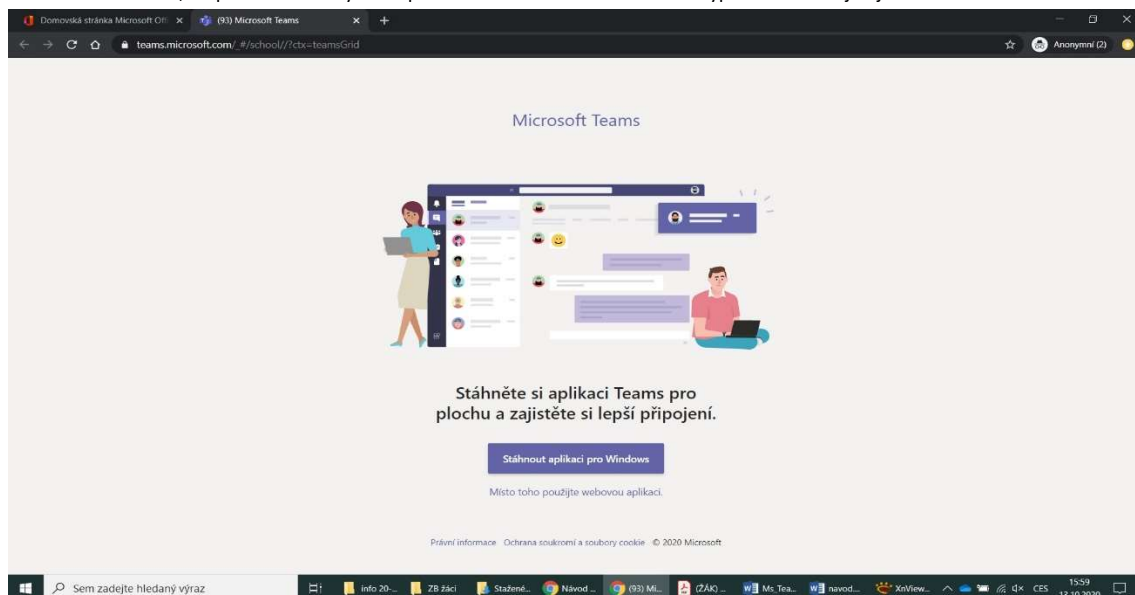 Domovská stránka Microsoft Offi
(93) Microsoft Teams
teams.microsoft.com/_#/school//?ctx=teamsGrid
Anonymní (2)
Microsoft Teams
Stáhněte si aplikaci Teams pro
plochu a zajistěte si lepší připojení.
Stáhnout aplikaci pro Windows
Místo toho použijte webovou aplikaci.
Právní informace Ochrana soukromí a soubory cookie © 2020 Microsoft
Sem zadejte hledaný výraz
info 20-...
ZB žáci
Stažené...
Návod ...
(93) Mi...
(ŽÁK) ...
Ms_Tea...
navod...
XnView...
CES
15:59
13.10.2020